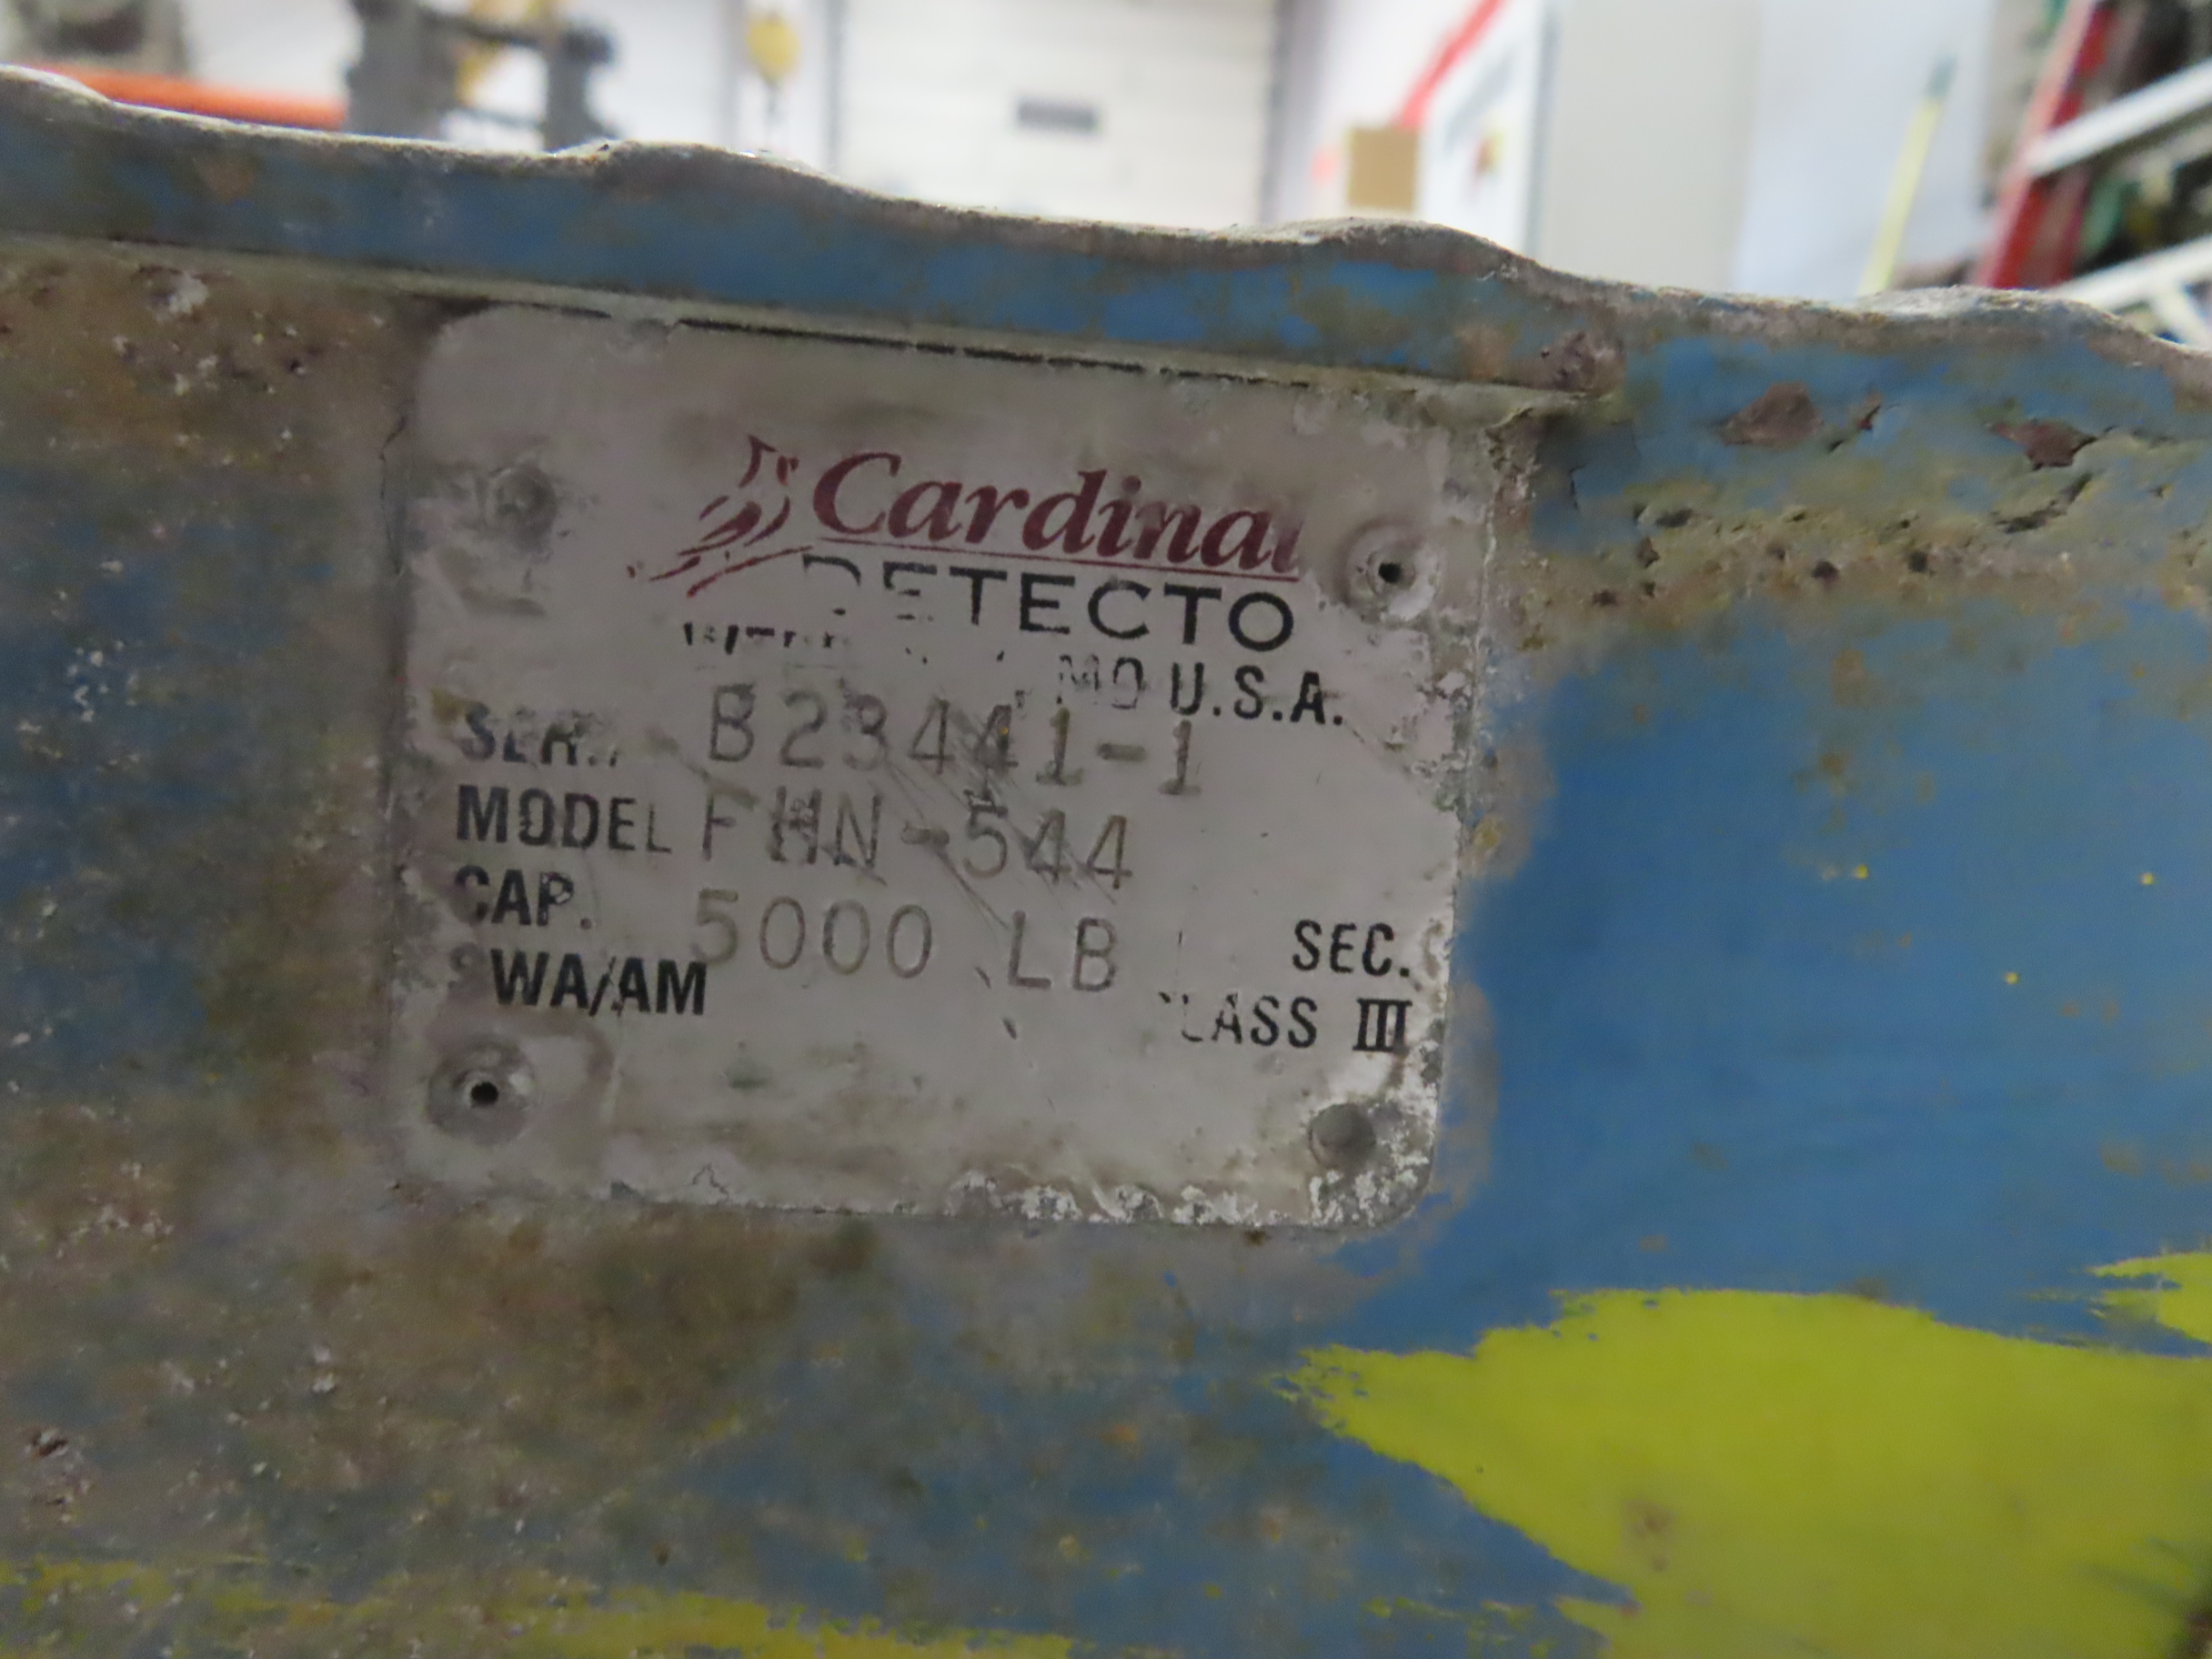 Cardinal
DETECTO
MO U.S.A.
SER. B23441-1
MODEL FHN-544
CAP. 5000 LB SEC.
WA/AM CLASS III